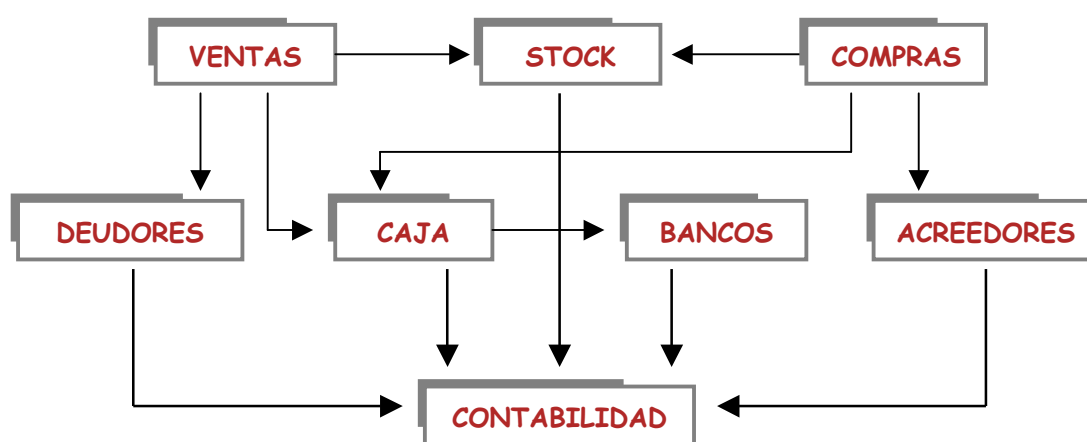 VENTAS
STOCK
COMPRAS
DEUDORES
CAJA
BANCOS
ACREEDORES
CONTABILIDAD